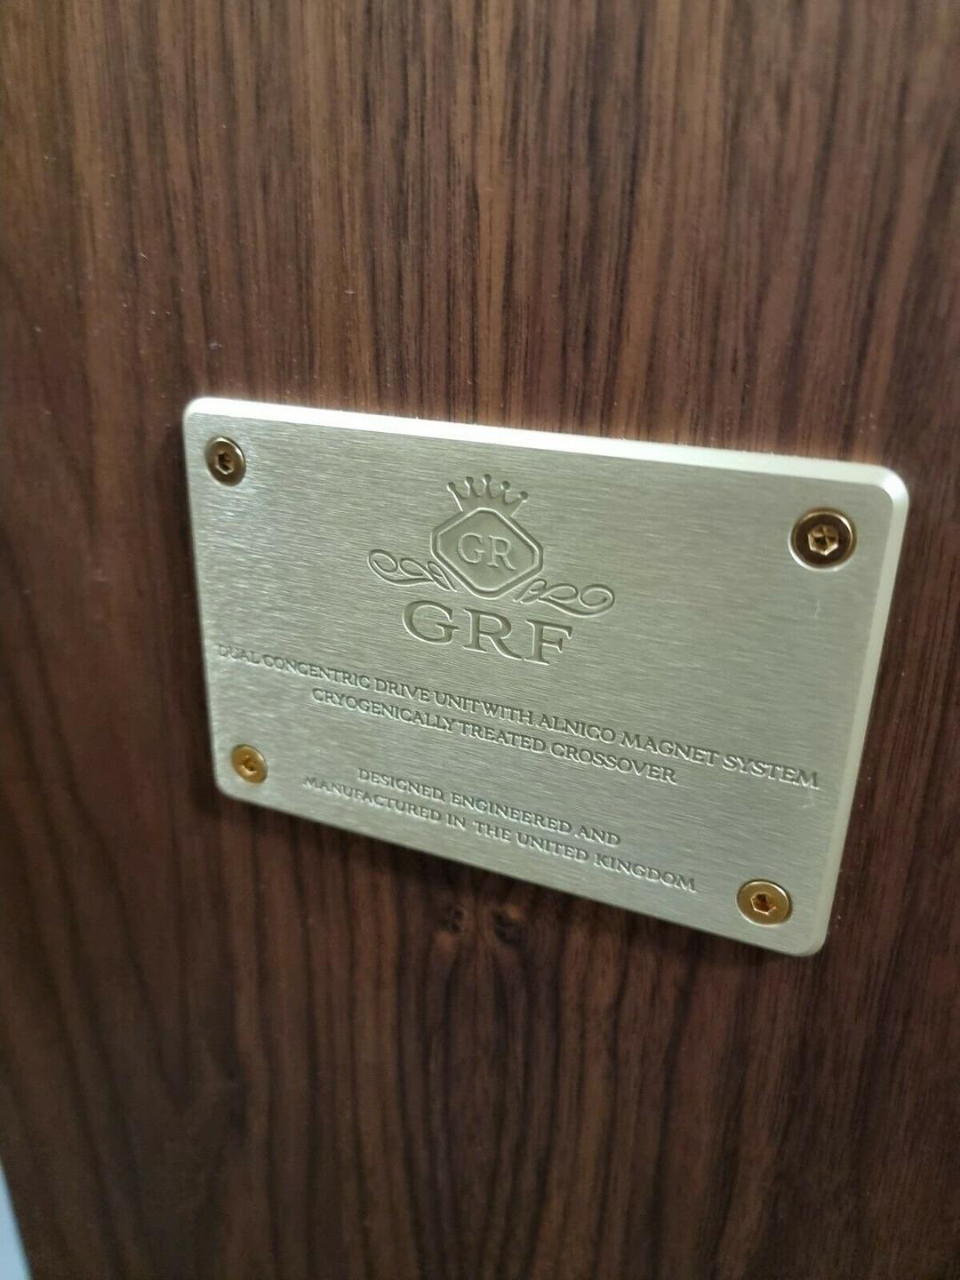 GR
GRF
DUAL CONCENTRIC DRIVE UNIT WITH ALNICO MAGNET SYSTEM
CRYOGENICALLY TREATED CROSSOVER
DESIGNED, ENGINEERED AND
MANUFACTURED IN THE UNITED KINGDOM